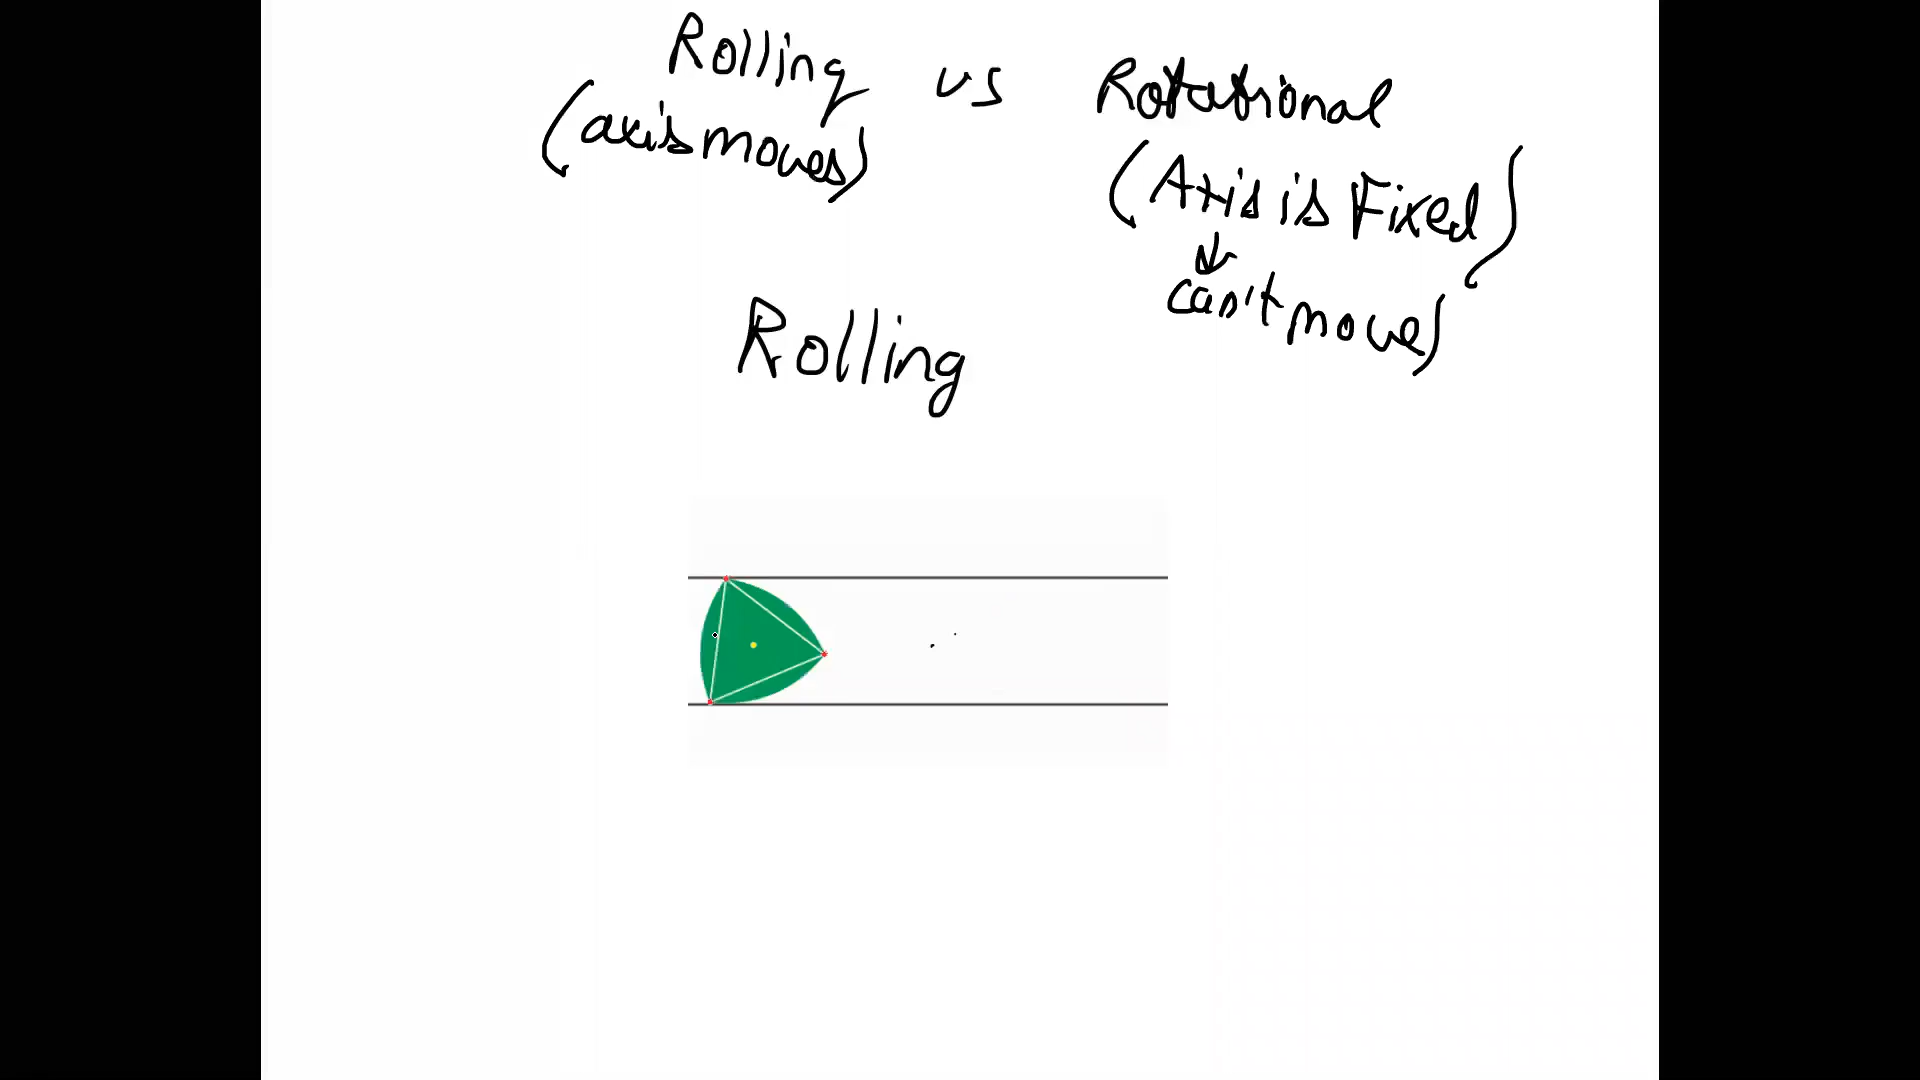 Rolling vs Rotational
(axis moves)
(Axis is Fixed)
can't move)
Rolling